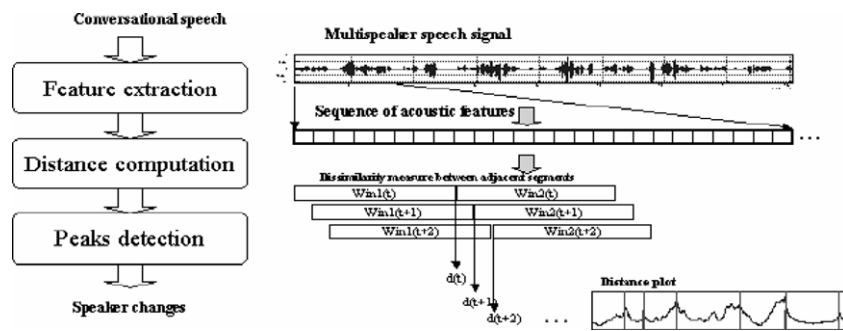 Conversational speech
Feature extraction
Distance computation
Peaks detection
Speaker changes
Multispeaker speech signal
Sequence of acoustic features
...
Dissimilarity measure between adjacent segments
Win1(t) Win2(t)
Win1(t+1) Win2(t+1)
Win1(t+2) Win2(t+2)
d(t)
d(t+1)
d(t+2) ...
Distance plot